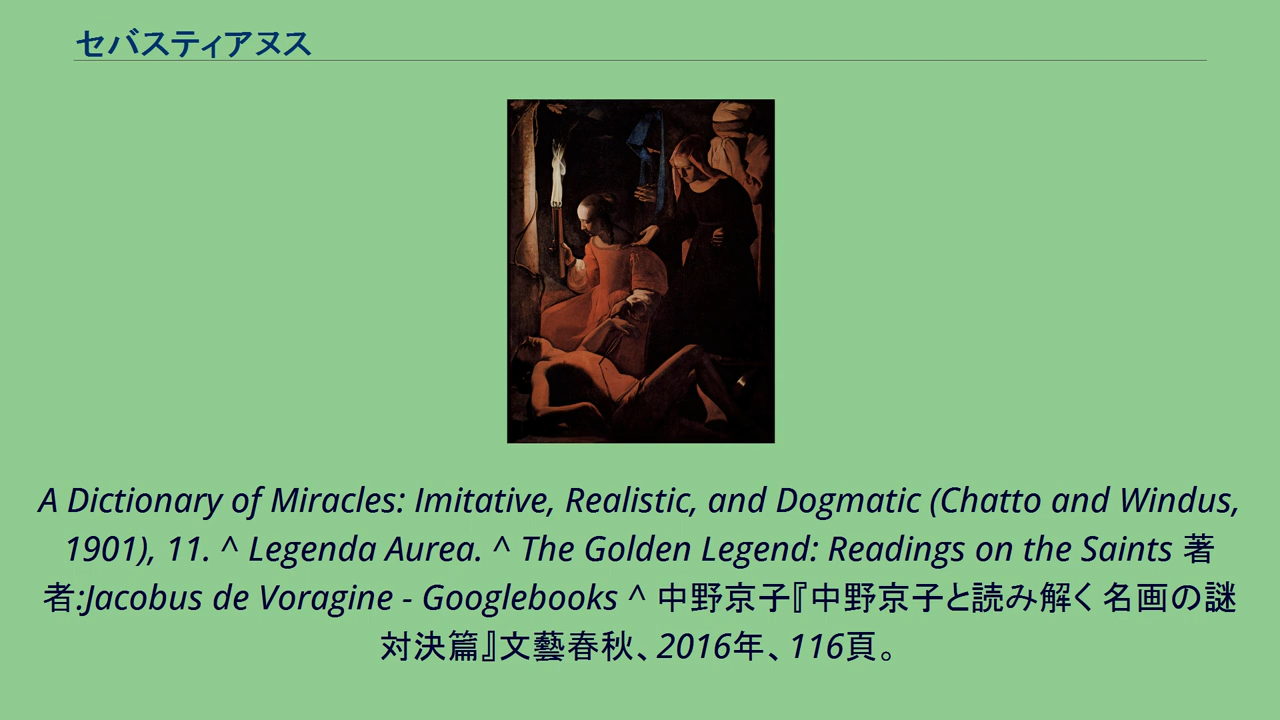 セバスティアヌス
A Dictionary of Miracles: Imitative, Realistic, and Dogmatic (Chatto and Windus,
1901), 11. ^ Legenda Aurea. ^ The Golden Legend: Readings on the Saints 著
者:Jacobus de Voragine - Googlebooks ^ 中野京子『中野京子と読み解く 名画の謎
対決篇』文藝春秋、2016年、116頁。